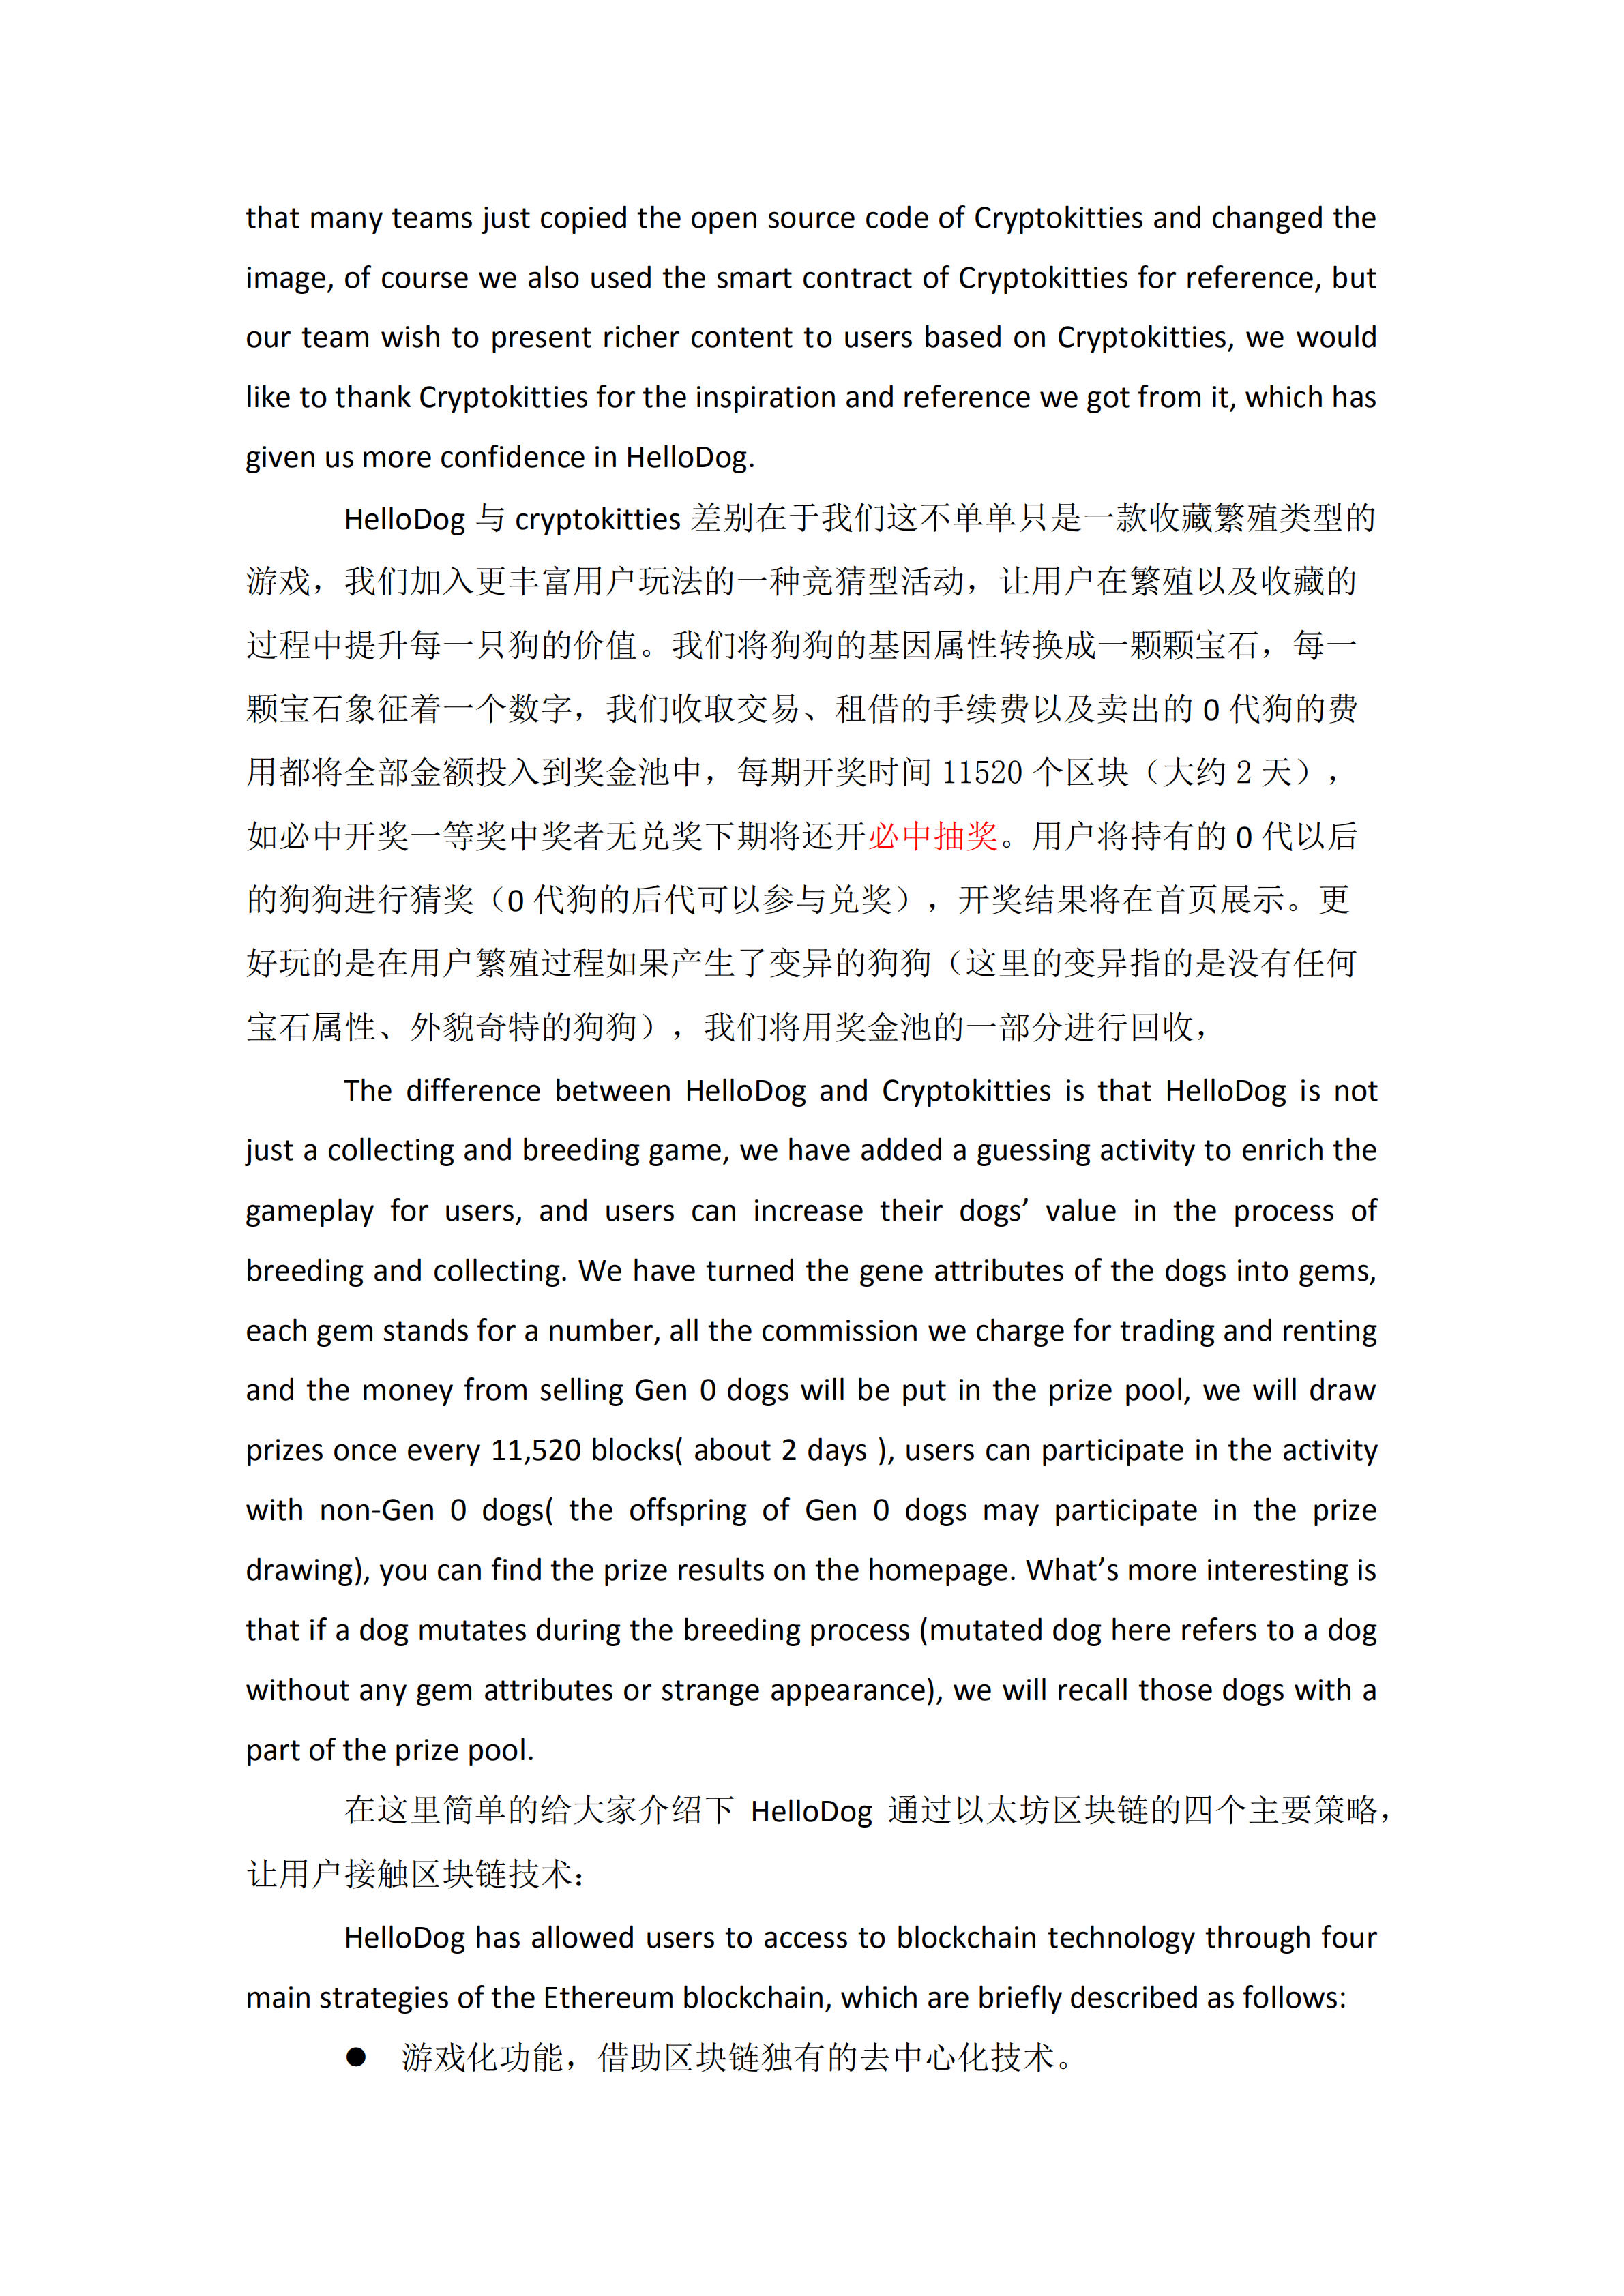 that many teams just copied the open source code of Cryptokitties and changed the
image, of course we also used the smart contract of Cryptokitties for reference, but
our team wish to present richer content to users based on Cryptokitties, we would
like to thank Cryptokitties for the inspiration and reference we got from it, which has
given us more confidence in HelloDog.
HelloDog 与 cryptokitties 差别在于我们这不单单只是一款收藏繁殖类型的
游戏，我们加入更丰富用户玩法的一种竞猜型活动，让用户在繁殖以及收藏的
过程中提升每一只狗的价值。我们将狗狗的基因属性转换成一颗颗宝石，每一
颗宝石象征着一个数字，我们收取交易、租借的手续费以及卖出的 0 代狗的费
用都将全部金额投入到奖金池中，每期开奖时间 11520 个区块（大约 2 天），
如必中开奖一等奖中奖者无兑奖下期将还开必中抽奖。用户将持有的 0 代以后
的狗狗进行猜奖（0 代狗的后代可以参与兑奖），开奖结果将在首页展示。更
好玩的是在用户繁殖过程如果产生了变异的狗狗（这里的变异指的是没有任何
宝石属性、外貌奇特的狗狗），我们将用奖金池的一部分进行回收，
The difference between HelloDog and Cryptokitties is that HelloDog is not
just a collecting and breeding game, we have added a guessing activity to enrich the
gameplay for users, and users can increase their dogs’ value in the process of
breeding and collecting. We have turned the gene attributes of the dogs into gems,
each gem stands for a number, all the commission we charge for trading and renting
and the money from selling Gen 0 dogs will be put in the prize pool, we will draw
prizes once every 11,520 blocks( about 2 days ), users can participate in the activity
with non-Gen 0 dogs( the offspring of Gen 0 dogs may participate in the prize
drawing), you can find the prize results on the homepage. What’s more interesting is
that if a dog mutates during the breeding process (mutated dog here refers to a dog
without any gem attributes or strange appearance), we will recall those dogs with a
part of the prize pool.
在这里简单的给大家介绍下 HelloDog 通过以太坊区块链的四个主要策略，
让用户接触区块链技术：
HelloDog has allowed users to access to blockchain technology through four
main strategies of the Ethereum blockchain, which are briefly described as follows:
● 游戏化功能，借助区块链独有的去中心化技术。